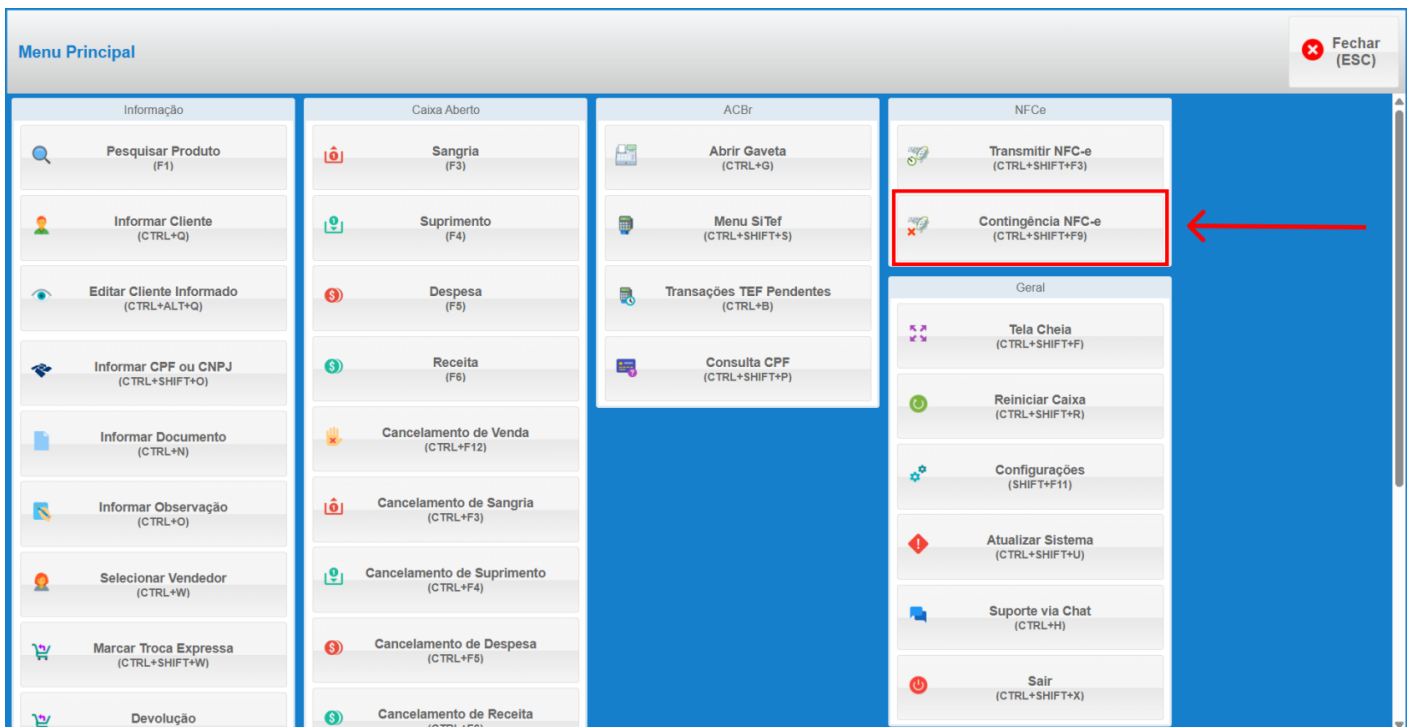 Menu Principal
Fechar
(ESC)
Informação
Pesquisar Produto
(F1)
Informar Cliente
(CTRL+Q)
Editar Cliente Informado
(CTRL+ALT+Q)
Informar CPF ou CNPJ
(CTRL+SHIFT+O)
Informar Documento
(CTRL+N)
Informar Observação
(CTRL+O)
Selecionar Vendedor
(CTRL+W)
Marcar Troca Expressa
(CTRL+SHIFT+W)
Devolução
Caixa Aberto
Sangria
(F3)
Suprimento
(F4)
Despesa
(F5)
Receita
(F6)
Cancelamento de Venda
(CTRL+F12)
Cancelamento de Sangria
(CTRL+F3)
Cancelamento de Suprimento
(CTRL+F4)
Cancelamento de Despesa
(CTRL+F5)
Cancelamento de Receita
ACBr
Abrir Gaveta
(CTRL+G)
Menu SiTef
(CTRL+SHIFT+S)
Transações TEF Pendentes
(CTRL+B)
Consulta CPF
(CTRL+SHIFT+P)
NFCe
Transmitir NFC-e
(CTRL+SHIFT+F3)
Contingência NFC-e
(CTRL+SHIFT+F9)
Geral
Tela Cheia
(CTRL+SHIFT+F)
Reiniciar Caixa
(CTRL+SHIFT+R)
Configurações
(SHIFT+F11)
Atualizar Sistema
(CTRL+SHIFT+U)
Suporte via Chat
(CTRL+H)
Sair
(CTRL+SHIFT+X)